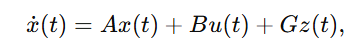 ẋ(t) = Ax(t) + Bu(t) + Gz(t),